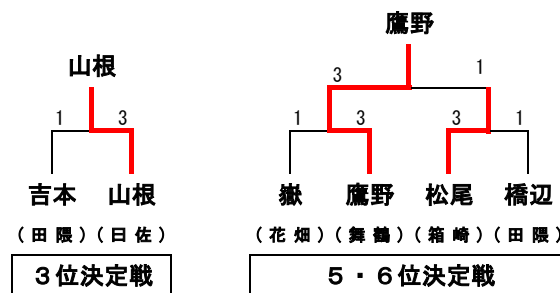 鷹野
山根
3 1
1 3 1 3 3 1
吉本 山根 嶽 鷹野 松尾 橋辺
(田隈) (日佐) (花畑) (舞鶴) (箱崎) (田隈)
3位決定戦 5・6位決定戦